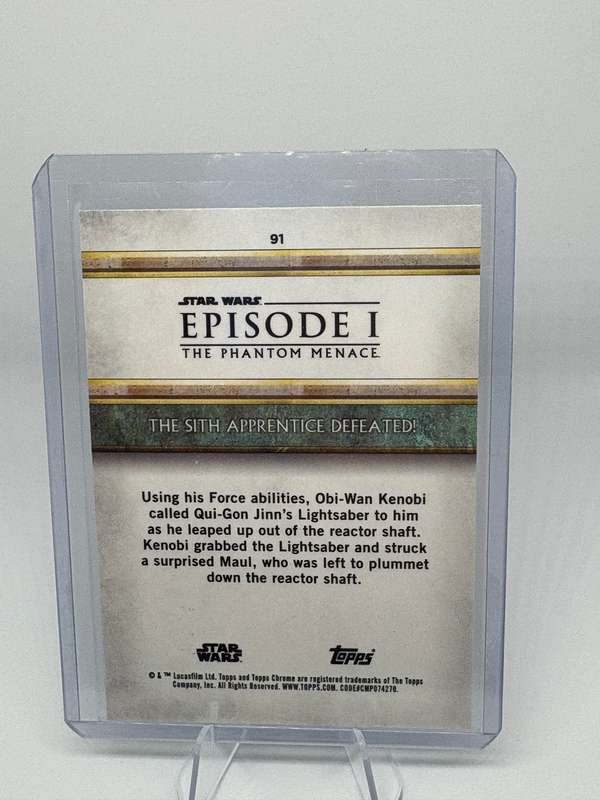 91
STAR WARS
EPISODE I
THE PHANTOM MENACE
THE SITH APPRENTICE DEFEATED!
Using his Force abilities, Obi-Wan Kenobi
called Qui-Gon Jinn's Lightsaber to him
as he leaped up out of the reactor shaft.
Kenobi grabbed the Lightsaber and struck
a surprised Maul, who was left to plummet
down the reactor shaft.
STAR
WARS
Topps
© & ™ Lucasfilm Ltd. Topps and Topps Chrome are registered trademarks of The Topps
Company, Inc. All Rights Reserved. WWW.TOPPS.COM. CODE#CMP074270.